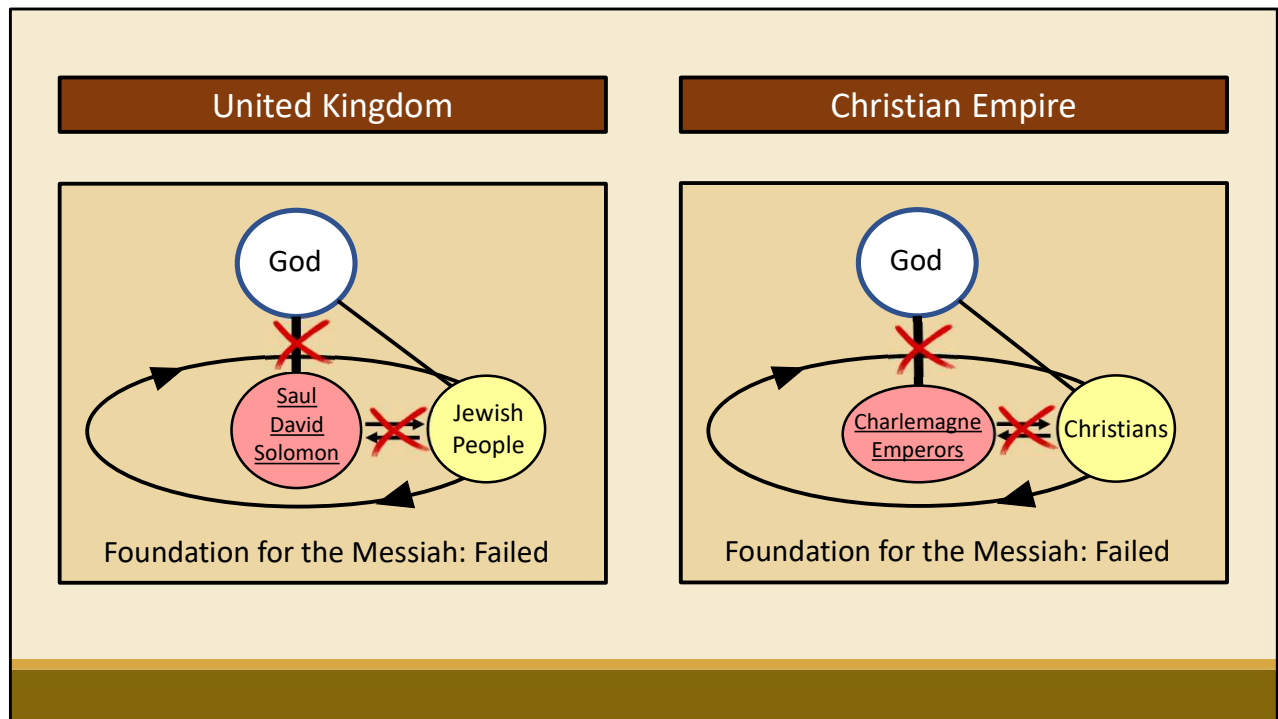 United Kingdom
God
Saul
David
Solomon
Jewish
People
Foundation for the Messiah: Failed
Christian Empire
God
Charlemagne
Emperors
Christians
Foundation for the Messiah: Failed